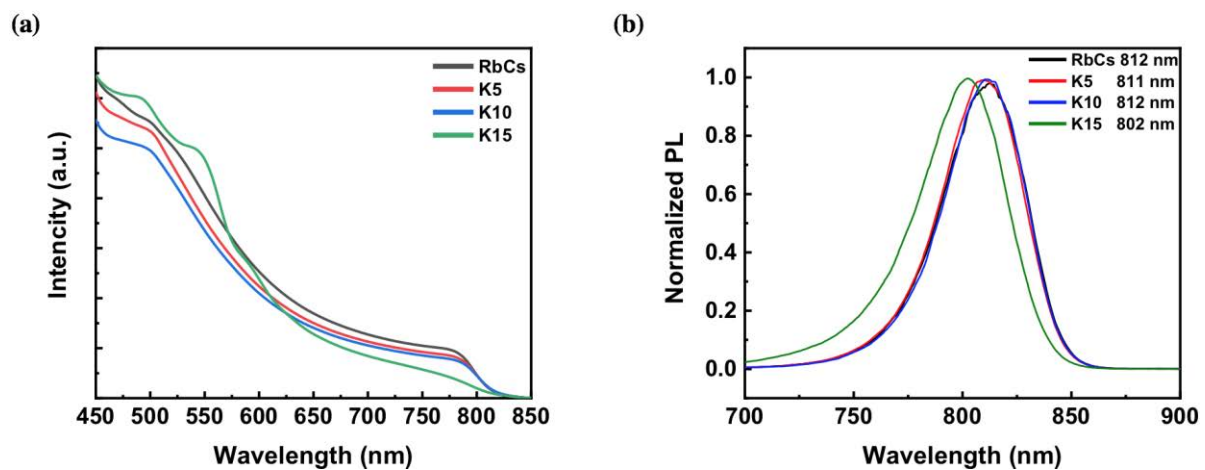 (a)
RbCs
K5
K10
K15
Intencity (a.u.)
450 500 550 600 650 700 750 800 850
Wavelength (nm)
(b)
RbCs 812 nm
K5 811 nm
K10 812 nm
K15 802 nm
Normalized PL
1.0
0.8
0.6
0.4
0.2
0.0
700 750 800 850 900
Wavelength (nm)